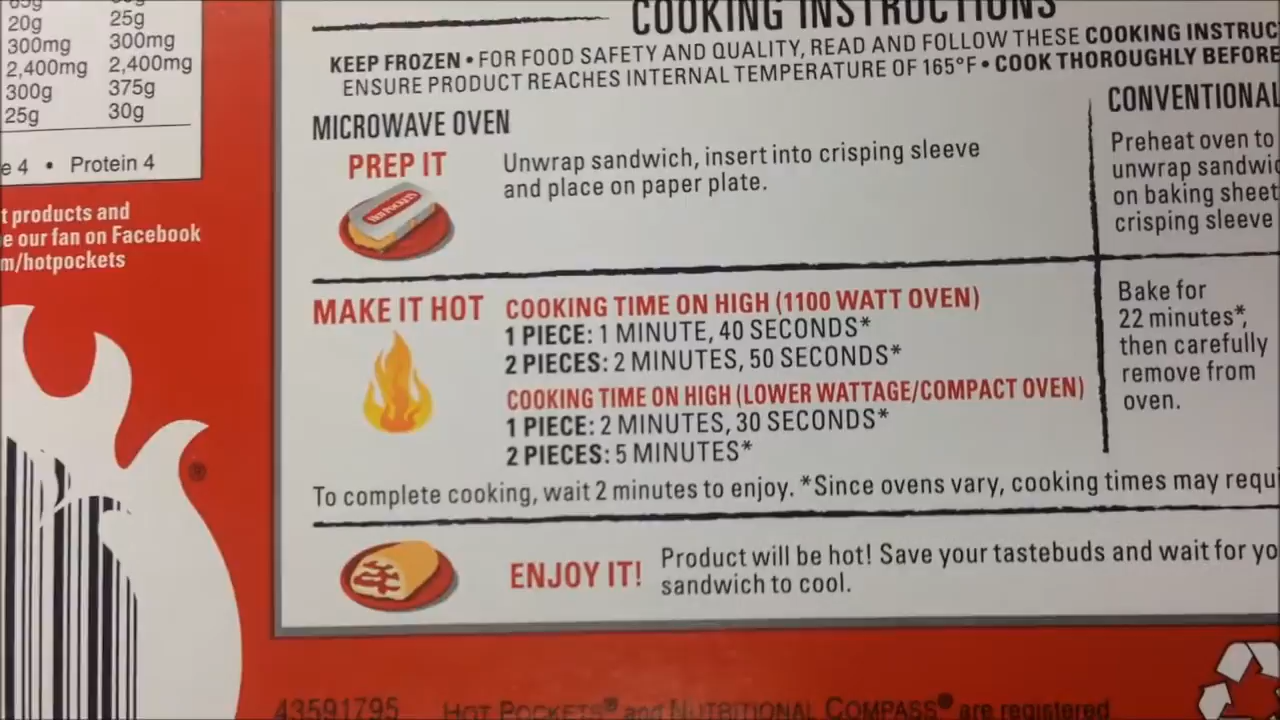 20g 25g
300mg 300mg
2,400mg 2,400mg
300g 375g
25g 30g
e 4 • Protein 4
t products and
e our fan on Facebook
m/hotpockets
COOKING INSTRUCTIONS
KEEP FROZEN • FOR FOOD SAFETY AND QUALITY, READ AND FOLLOW THESE COOKING INSTRUC
ENSURE PRODUCT REACHES INTERNAL TEMPERATURE OF 165°F • COOK THOROUGHLY BEFORE
MICROWAVE OVEN
PREP IT
HOT POCKETS
Unwrap sandwich, insert into crisping sleeve
and place on paper plate.
CONVENTIONAL
Preheat oven to
unwrap sandwic
on baking sheet
crisping sleeve
MAKE IT HOT
COOKING TIME ON HIGH (1100 WATT OVEN)
1 PIECE: 1 MINUTE, 40 SECONDS*
2 PIECES: 2 MINUTES, 50 SECONDS*
COOKING TIME ON HIGH (LOWER WATTAGE/COMPACT OVEN)
1 PIECE: 2 MINUTES, 30 SECONDS*
2 PIECES: 5 MINUTES*
Bake for
22 minutes*,
then carefully
remove from
oven.
To complete cooking, wait 2 minutes to enjoy. *Since ovens vary, cooking times may requ
ENJOY IT!
Product will be hot! Save your tastebuds and wait for yo
sandwich to cool.
®
43591795 HOT POCKETS® and NUTRITIONAL COMPASS® are registered